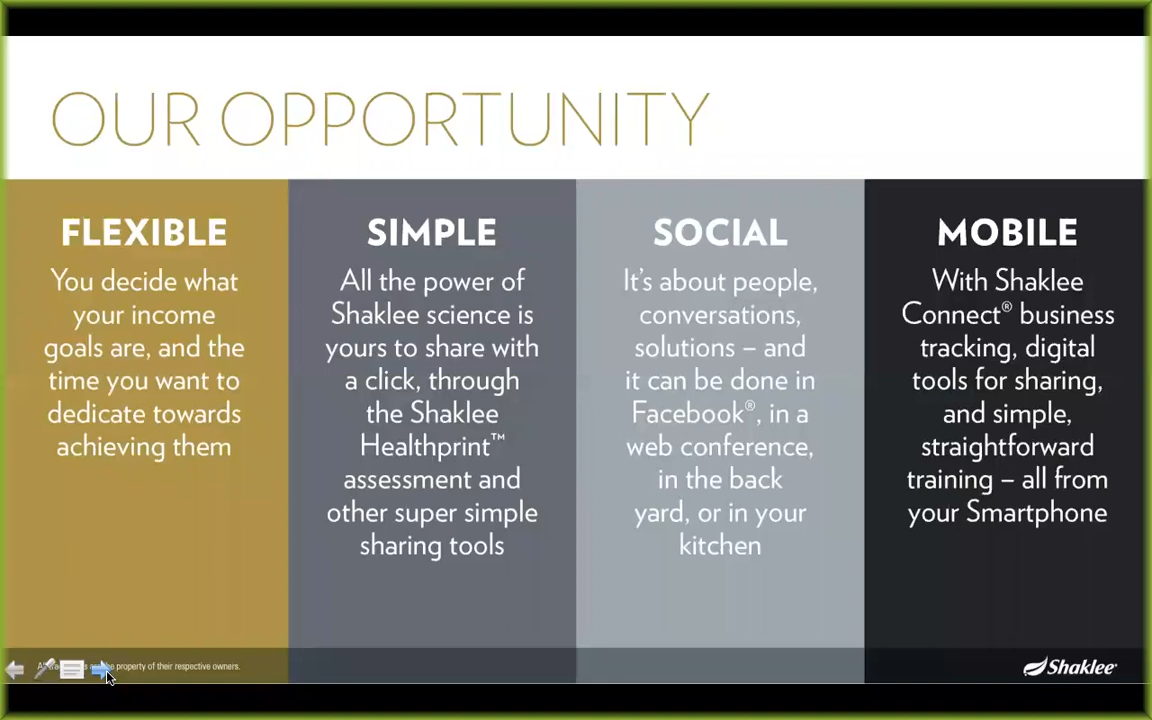 OUR OPPORTUNITY
FLEXIBLE
You decide what
your income
goals are, and the
time you want to
dedicate towards
achieving them
SIMPLE
All the power of
Shaklee science is
yours to share with
a click, through
the Shaklee
Healthprint™
assessment and
other super simple
sharing tools
SOCIAL
It's about people,
conversations,
solutions – and
it can be done in
Facebook®, in a
web conference,
in the back
yard, or in your
kitchen
MOBILE
With Shaklee
Connect® business
tracking, digital
tools for sharing,
and simple,
straightforward
training – all from
your Smartphone
property of their respective owners.
Shaklee